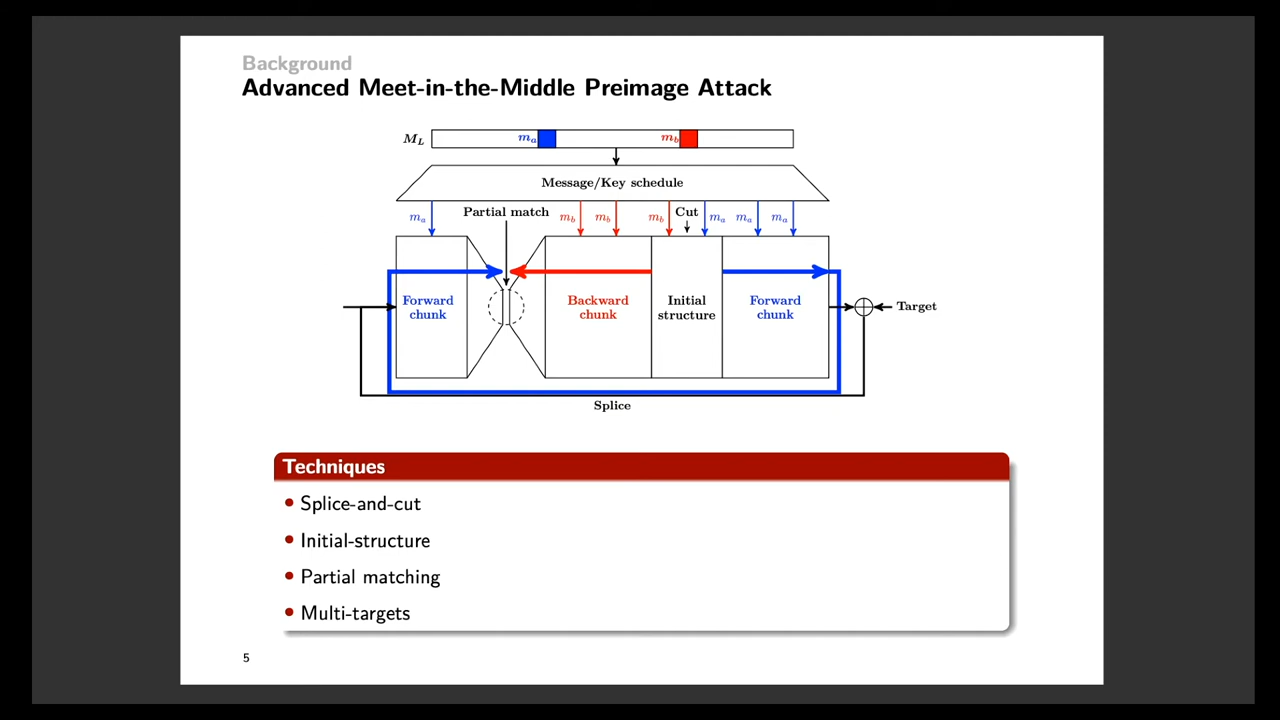 Background
Advanced Meet-in-the-Middle Preimage Attack
M_L m_a m_b
Message/Key schedule
m_a Partial match m_b m_b m_b Cut m_a m_a m_a
Forward chunk
Backward chunk
Initial structure
Forward chunk
Target
Splice
Techniques
• Splice-and-cut
• Initial-structure
• Partial matching
• Multi-targets
5